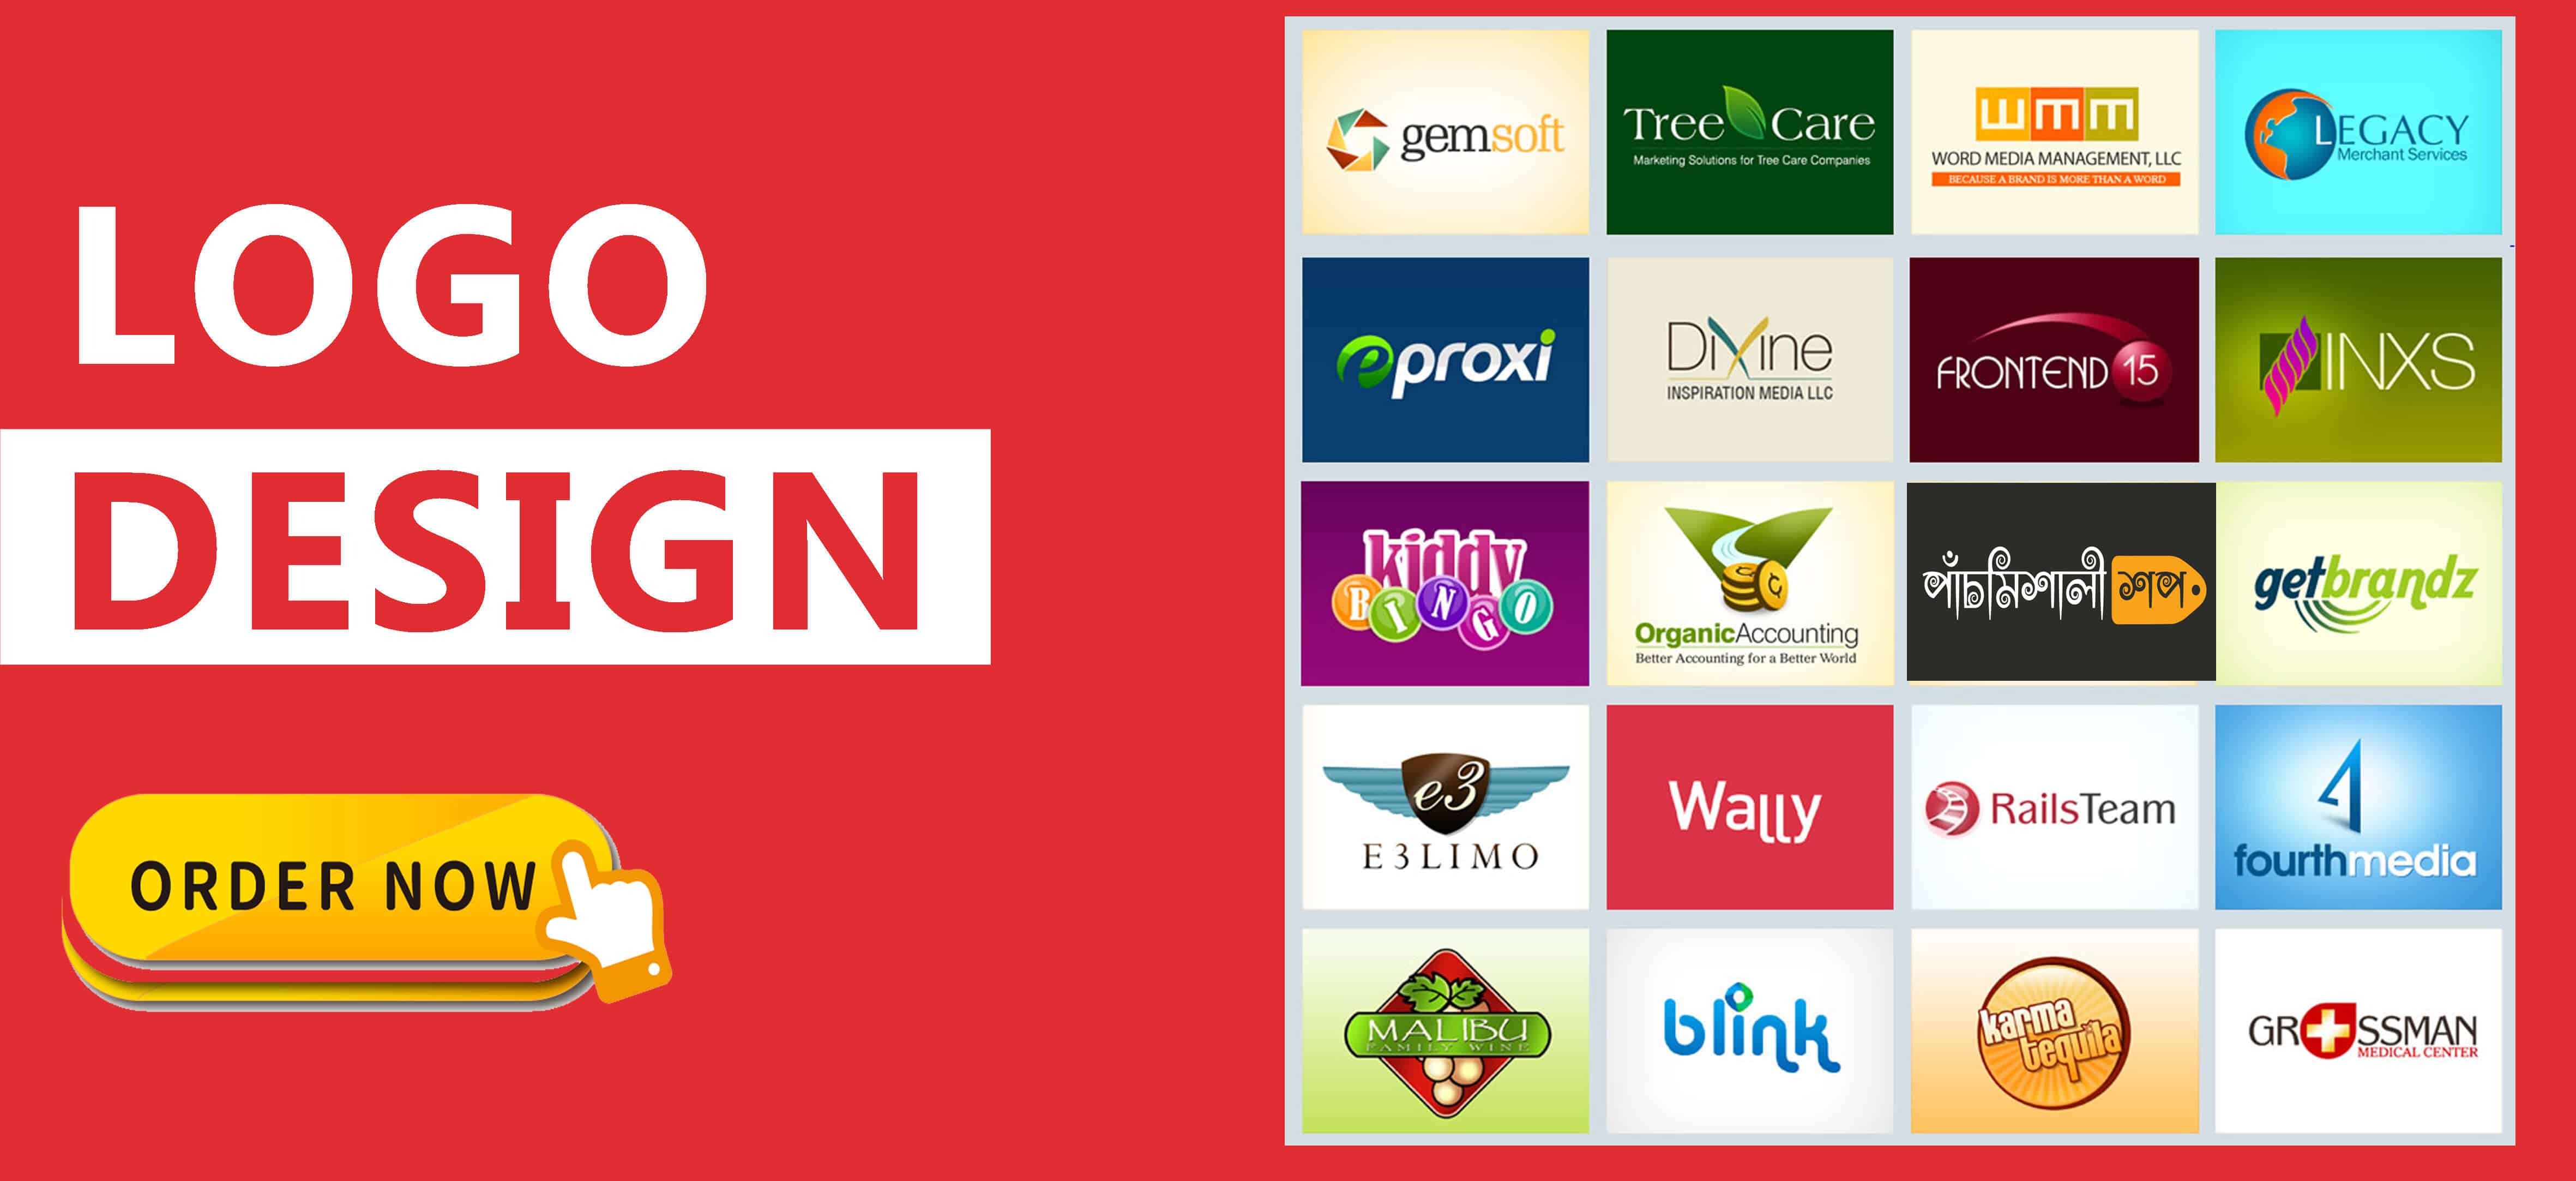 LOGO
DESIGN
ORDER NOW
gemsoft
Tree Care
Marketing Solutions for Tree Care Companies
wmm
WORD MEDIA MANAGEMENT, LLC
BECAUSE A BRAND IS MORE THAN A WORD
LEGACY
Merchant Services
eproxi
DiVine
INSPIRATION MEDIA LLC
FRONTEND 15
INXS
kiddy
BINGO
OrganicAccounting
Better Accounting for a Better World
পাঁচমিশালী শপ
getbrandz
e3
E3LIMO
Wally
RailsTeam
4
fourthmedia
MALIBU
FAMILY WINE
blink
karma
tequila
GROSSMAN
MEDICAL CENTER